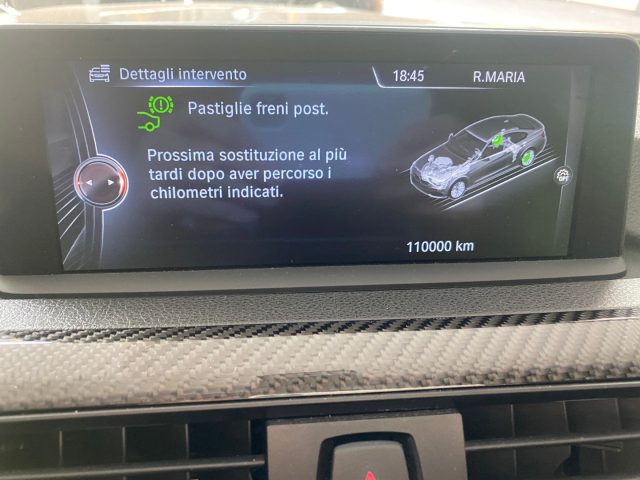 Dettagli intervento
18:45
R.MARIA
Pastiglie freni post.
Prossima sostituzione al più
tardi dopo aver percorso i
chilometri indicati.
OFF
110000 km